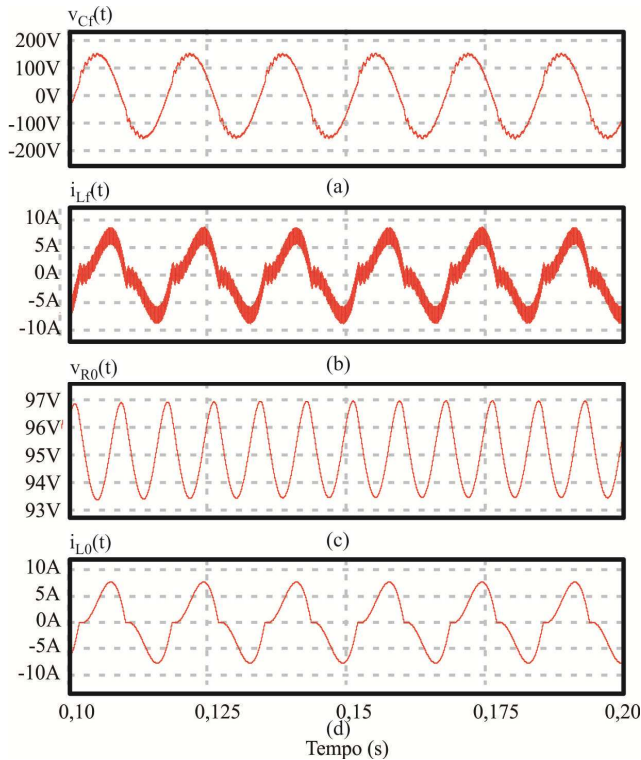 v_Cf(t)
200V
100V
0V
-100V
-200V
(a)
i_Lf(t)
10A
5A
0A
-5A
-10A
(b)
v_R0(t)
97V
96V
95V
94V
93V
(c)
i_L0(t)
10A
5A
0A
-5A
-10A
0,10 0,125 0,15 0,175 0,20
(d)
Tempo (s)